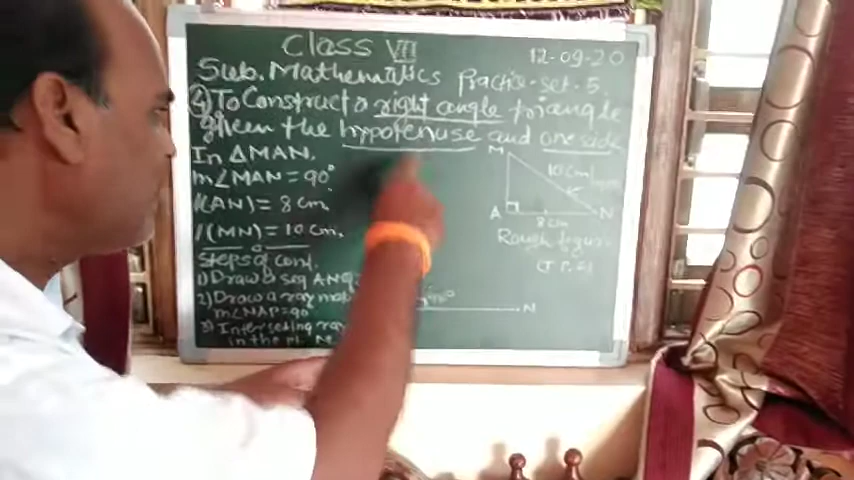 Class VII
12-09-20
Sub. Mathematics Practice set - 5.
④ To Construct a right angle triangle
given the hypotenuse and one side.
In △MAN,
m∠MAN = 90°
l(AN) = 8 cm.
l(MN) = 10 cm.
Steps of Const.
1) Draw seg AN
2) Draw a ray
m∠NAP = 90°
3) Intersecting ray
in the pt.
M
10 cm
A
8 cm
N
Rough figure
N